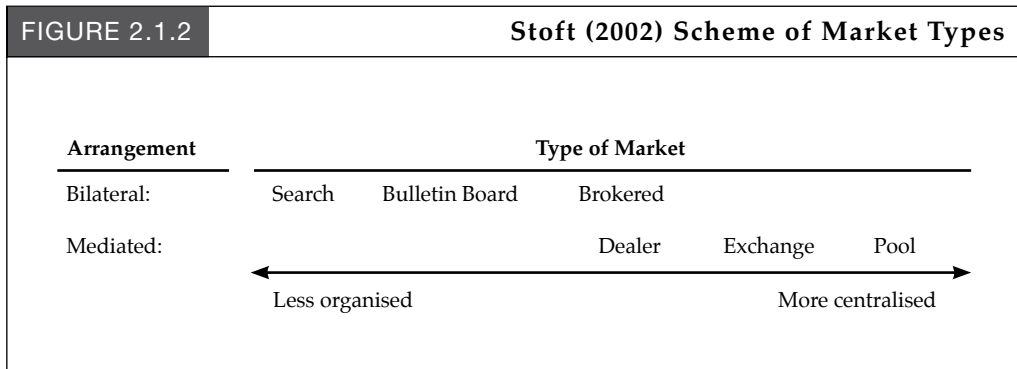 FIGURE 2.1.2 Stoft (2002) Scheme of Market Types
Arrangement Type of Market
Bilateral: Search Bulletin Board Brokered
Mediated: Dealer Exchange Pool
Less organised More centralised